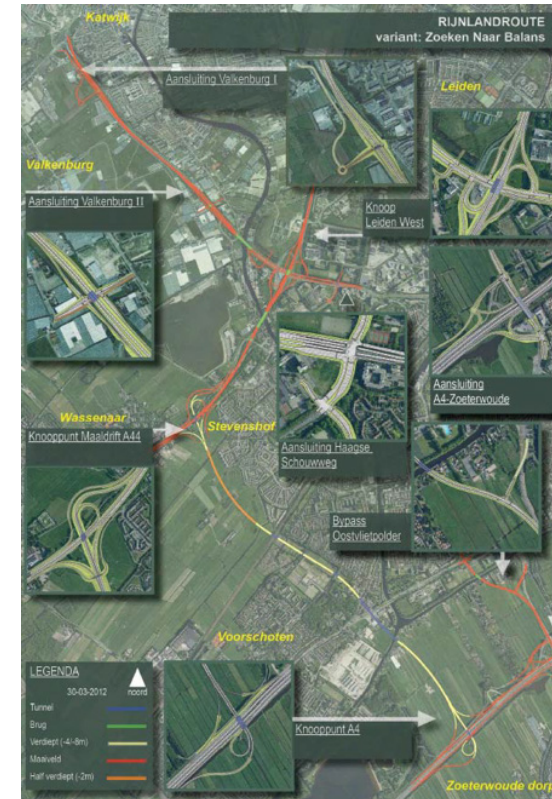 Katwijk
RIJNLANDROUTE
variant: Zoeken Naar Balans
Aansluiting Valkenburg I
Leiden
Valkenburg
Aansluiting Valkenburg II
Knoop
Leiden West
Aansluiting
A4-Zoeterwoude
Wassenaar
Stevenshof
Knooppunt Maaldrift A44
Aansluiting Haagse
Schouwweg
Bypass
Oostvlietpolder
Voorschoten
LEGENDA
30-03-2012
noord
Tunnel
Brug
Verdiept (-4/-8m)
Maaiveld
Half verdiept (-2m)
Knooppunt A4
Zoeterwoude dorp